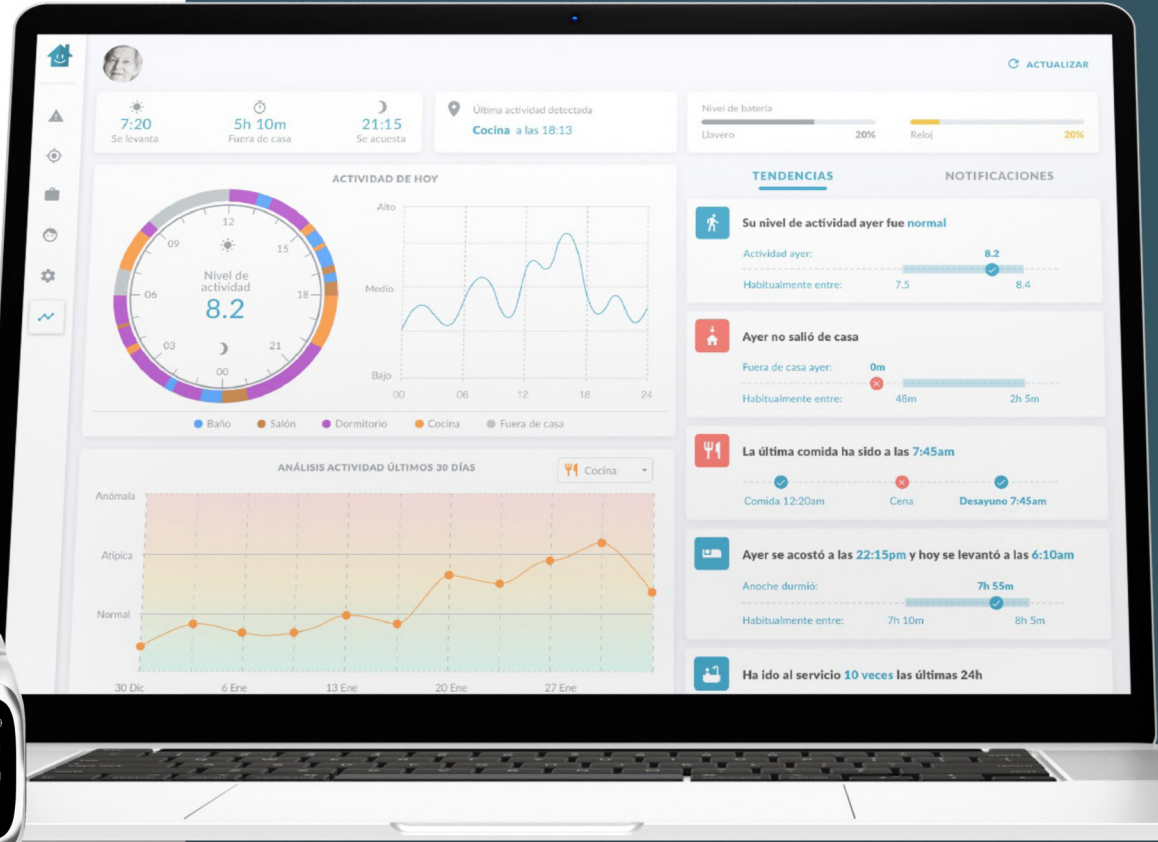 ACTUALIZAR
7:20
Se levanta
5h 10m
Fuera de casa
21:15
Se acuesta
Última actividad detectada
Cocina a las 18:13
Nivel de batería
Llavero 20%
Reloj 20%
ACTIVIDAD DE HOY
12
15
18
21
00
03
06
09
Nivel de
actividad
8.2
Alto
Medio
Bajo
00 06 12 18 24
Baño Salón Dormitorio Cocina Fuera de casa
ANÁLISIS ACTIVIDAD ÚLTIMOS 30 DÍAS
Cocina
Anómala
Atípica
Normal
30 Dic 6 Ene 13 Ene 20 Ene 27 Ene
TENDENCIAS NOTIFICACIONES
Su nivel de actividad ayer fue normal
Actividad ayer: 8.2
Habitualmente entre: 7.5 8.4
Ayer no salió de casa
Fuera de casa ayer: 0m
Habitualmente entre: 48m 2h 5m
La última comida ha sido a las 7:45am
Comida 12:20am Cena Desayuno 7:45am
Ayer se acostó a las 22:15pm y hoy se levantó a las 6:10am
Anoche durmió: 7h 55m
Habitualmente entre: 7h 10m 8h 5m
Ha ido al servicio 10 veces las últimas 24h